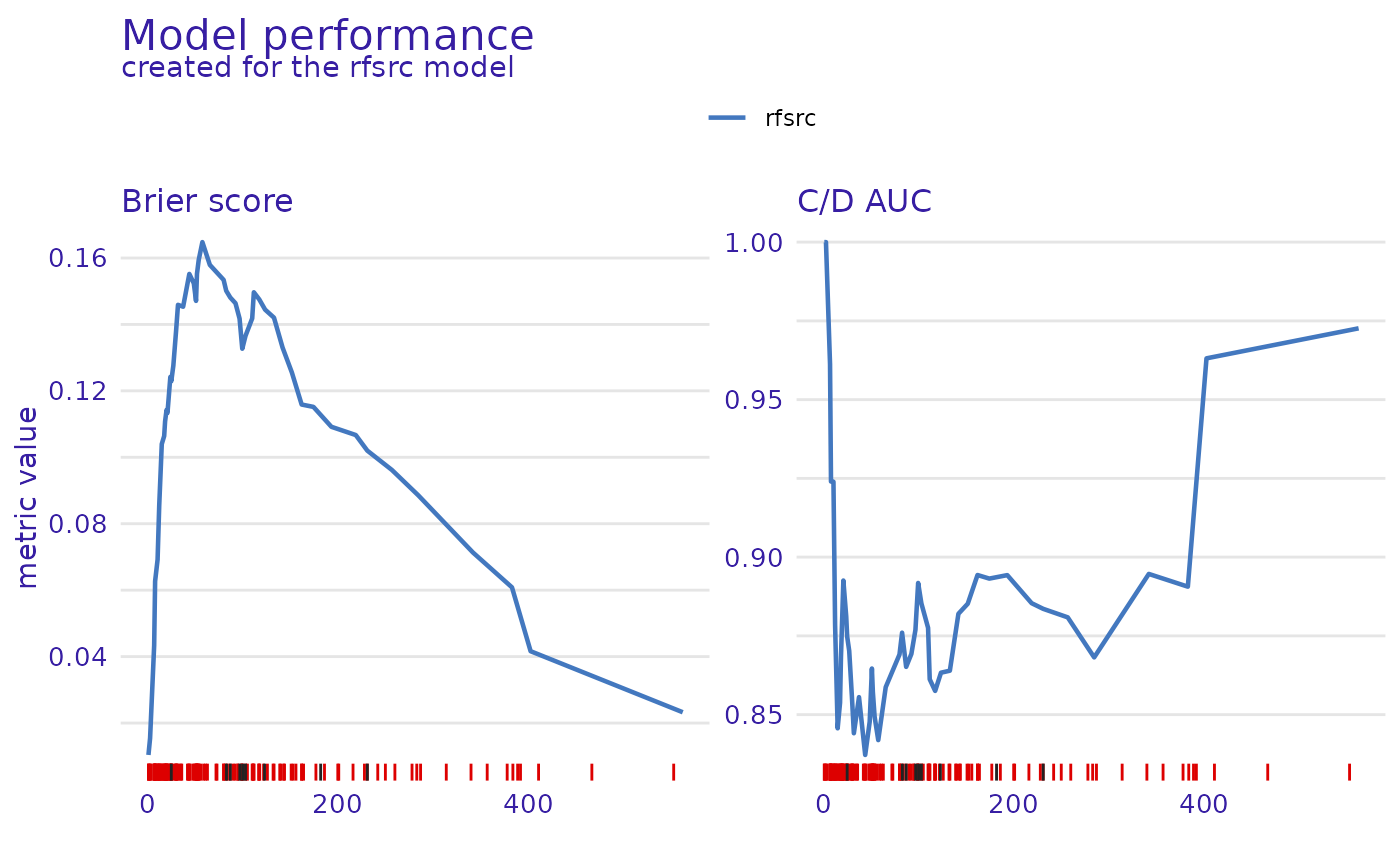 Model performance
created for the rfsrc model
rfsrc
Brier score
C/D AUC
metric value
0.16
0.12
0.08
0.04
0
200
400
1.00
0.95
0.90
0.85
0
200
400